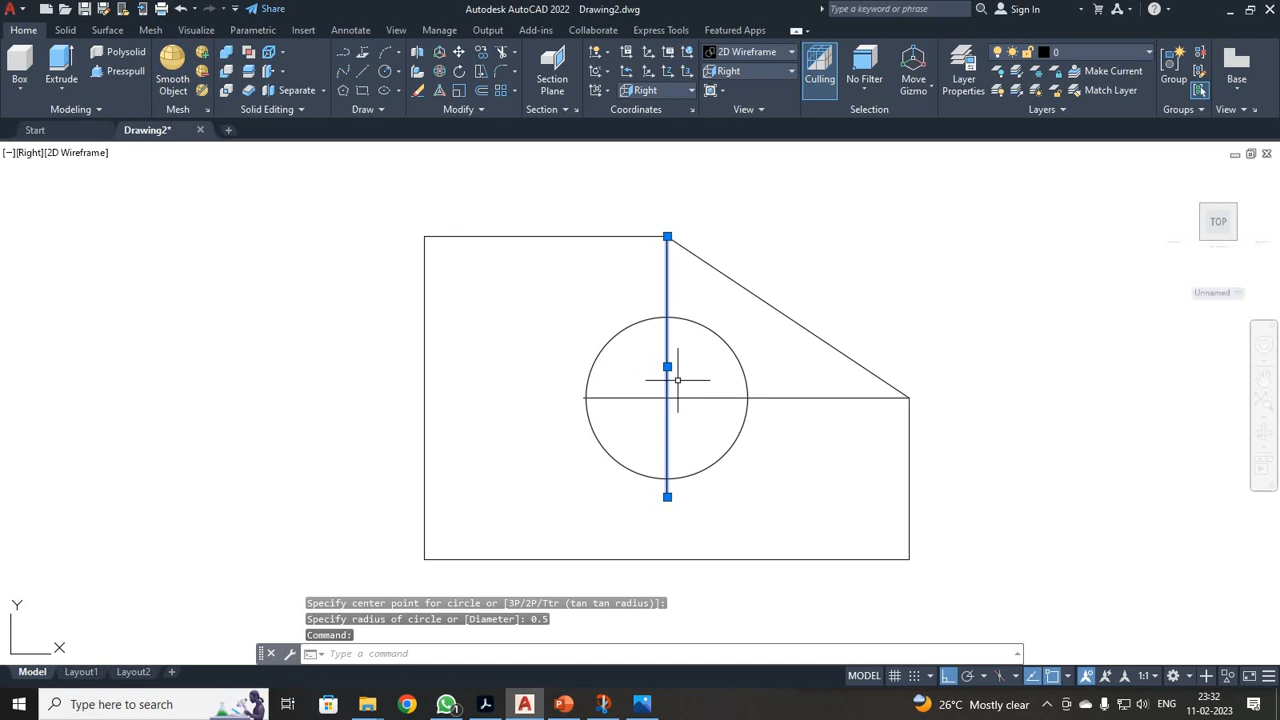 Share
Autodesk AutoCAD 2022 Drawing2.dwg
Type a keyword or phrase
Sign In
Home Solid Surface Mesh Visualize Parametric Insert Annotate View Manage Output Add-ins Collaborate Express Tools Featured Apps
Box
Extrude
Polysolid
Presspull
Smooth Object
Separate
Section Plane
Right
2D Wireframe
Right
Culling
No Filter
Move Gizmo
Layer Properties
0
Make Current
Match Layer
Group
Base
Modeling Mesh Solid Editing Draw Modify Section Coordinates View Selection Layers Groups View
Start Drawing2*
[−][Right][2D Wireframe]
TOP
Unnamed
Y
X
Specify center point for circle or [3P/2P/Ttr (tan tan radius)]:
Specify radius of circle or [Diameter]: 0.5
Command:
Type a command
Model Layout1 Layout2 +
MODEL
1:1
Type here to search
1
26°C Mostly clear
ENG
23:32
11-02-2023